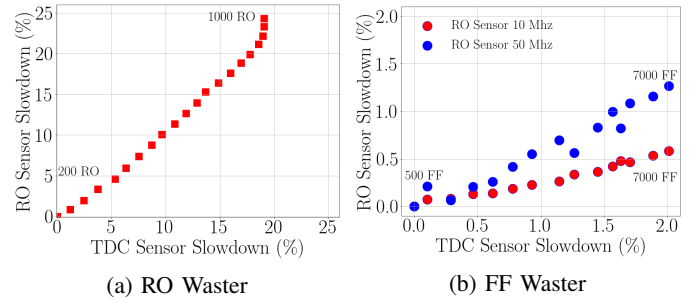 25
20
15
10
5
0
RO Sensor Slowdown (%)
1000 RO
200 RO
0
5
10
15
20
25
TDC Sensor Slowdown (%)
(a) RO Waster
2.0
1.5
1.0
0.5
0.0
RO Sensor Slowdown (%)
RO Sensor 10 Mhz
RO Sensor 50 Mhz
7000 FF
500 FF
7000 FF
0.0
0.5
1.0
1.5
2.0
TDC Sensor Slowdown (%)
(b) FF Waster